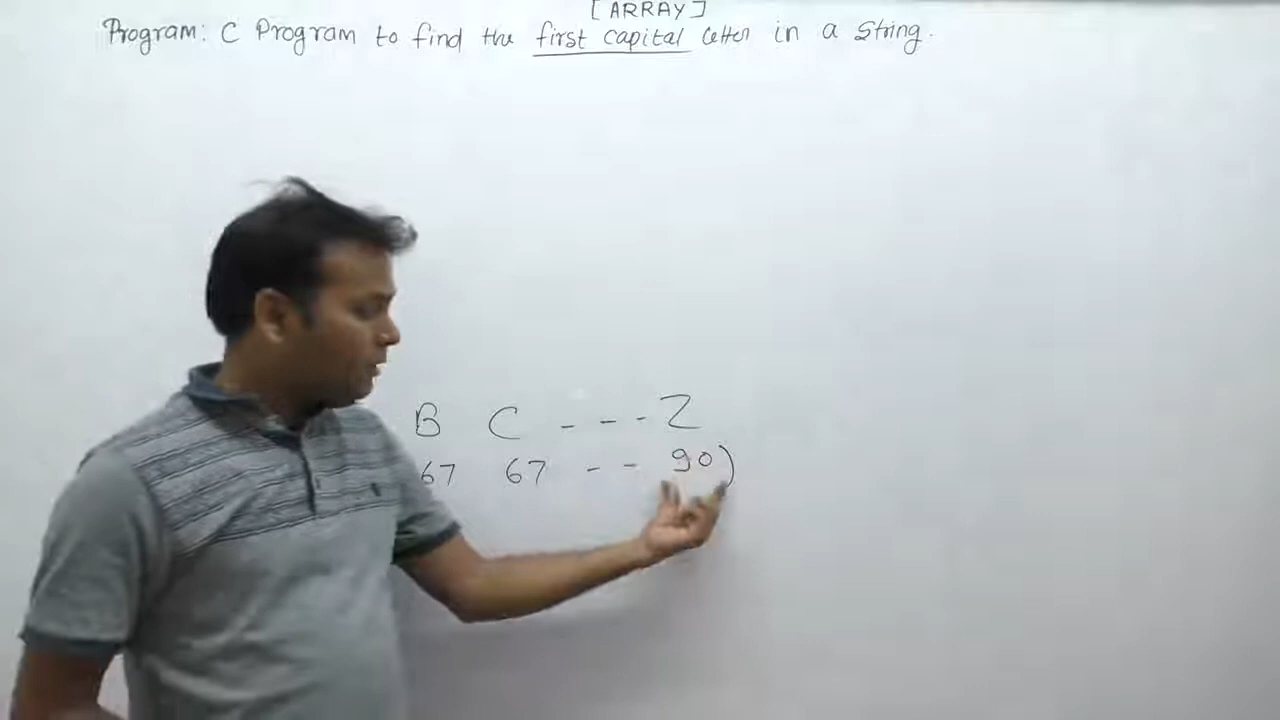 [ARRAY]
Program: C Program to find the first capital letter in a String.
B C - - - Z
67 67 - - 90)